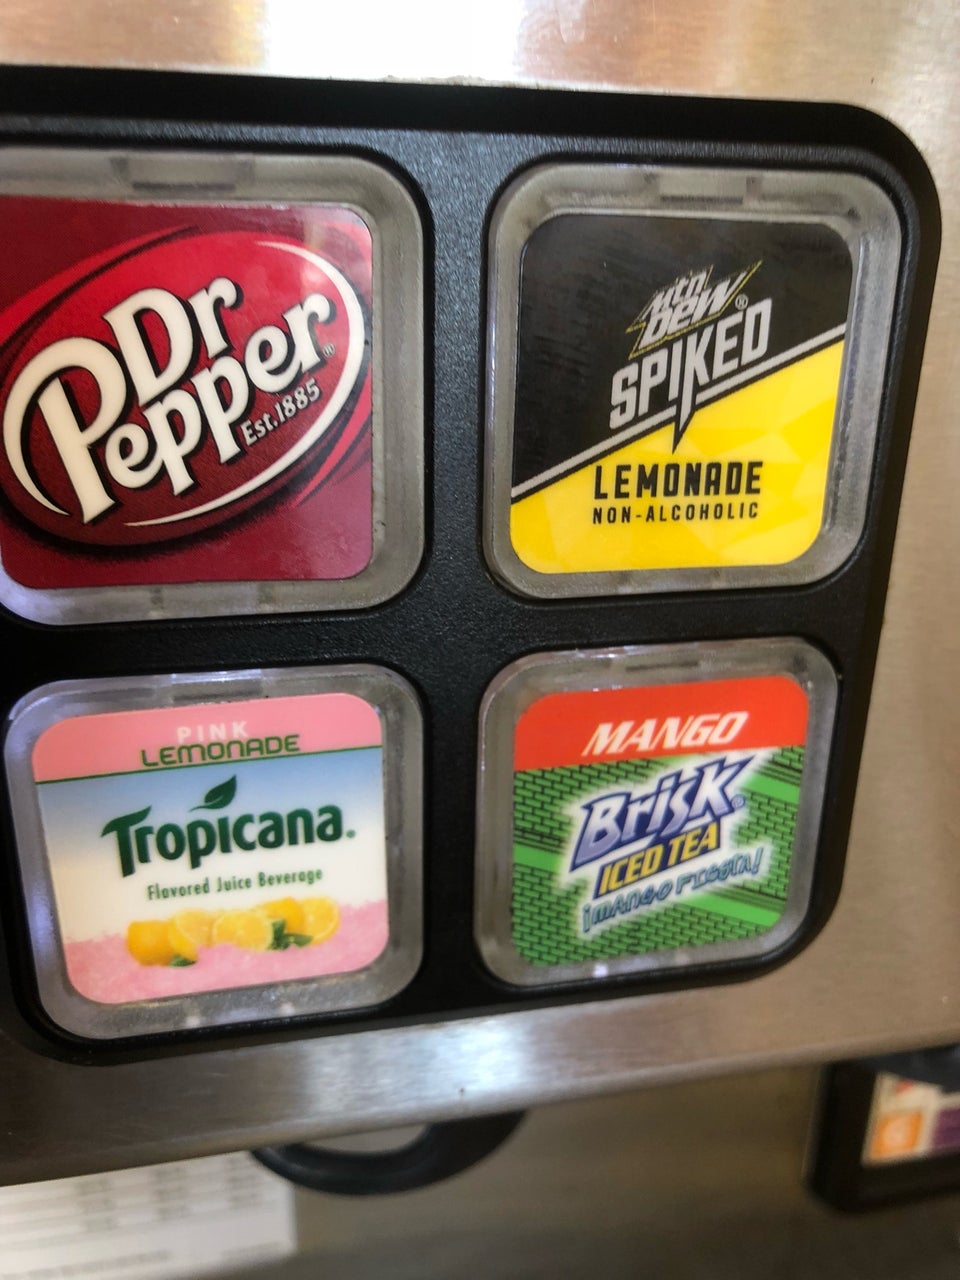 Dr
Pepper®
Est.1885
mtn
DEW®
SPIKED
LEMONADE
NON-ALCOHOLIC
PINK
LEMONADE
Tropicana®
Flavored Juice Beverage
MANGO
Brisk®
ICED TEA
¡MANGO FIESTA!